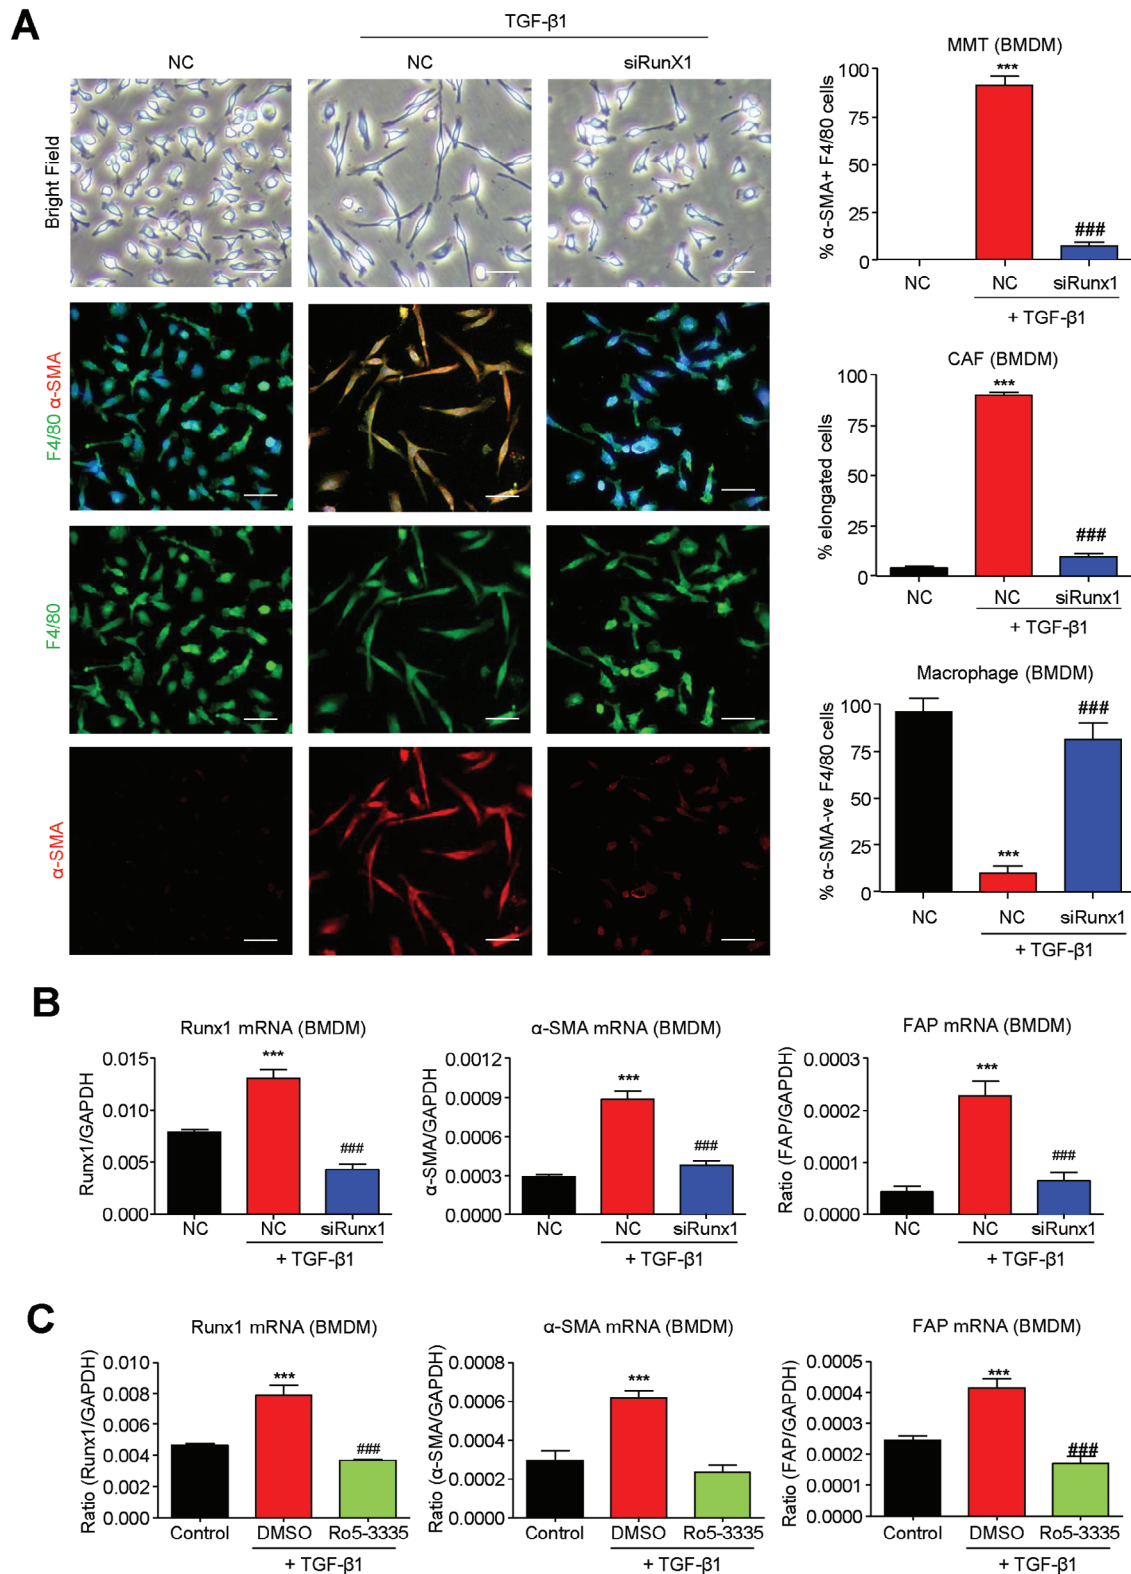 A
TGF-β1
NC
NC
siRunX1
Bright Field
F4/80 α-SMA
F4/80
α-SMA
MMT (BMDM)
% α-SMA+ F4/80 cells
100
75
50
25
0
***
###
NC
NC
siRunx1
+ TGF-β1
CAF (BMDM)
% elongated cells
100
75
50
25
0
***
###
NC
NC
siRunx1
+ TGF-β1
Macrophage (BMDM)
% α-SMA-ve F4/80 cells
100
75
50
25
0
***
###
NC
NC
siRunx1
+ TGF-β1
B
Runx1 mRNA (BMDM)
Runx1/GAPDH
0.015
0.010
0.005
0.000
***
###
NC
NC
siRunx1
+ TGF-β1
α-SMA mRNA (BMDM)
α-SMA/GAPDH
0.0012
0.0009
0.0006
0.0003
0.0000
***
###
NC
NC
siRunx1
+ TGF-β1
FAP mRNA (BMDM)
Ratio (FAP/GAPDH)
0.0003
0.0002
0.0001
0.0000
***
###
NC
NC
siRunx1
+ TGF-β1
C
Runx1 mRNA (BMDM)
Ratio (Runx1/GAPDH)
0.010
0.008
0.006
0.004
0.002
0.000
***
###
Control
DMSO
Ro5-3335
+ TGF-β1
α-SMA mRNA (BMDM)
Ratio (α-SMA/GAPDH)
0.0008
0.0006
0.0004
0.0002
0.0000
***
Control
DMSO
Ro5-3335
+ TGF-β1
FAP mRNA (BMDM)
Ratio (FAP/GAPDH)
0.0005
0.0004
0.0003
0.0002
0.0001
0.0000
***
###
Control
DMSO
Ro5-3335
+ TGF-β1